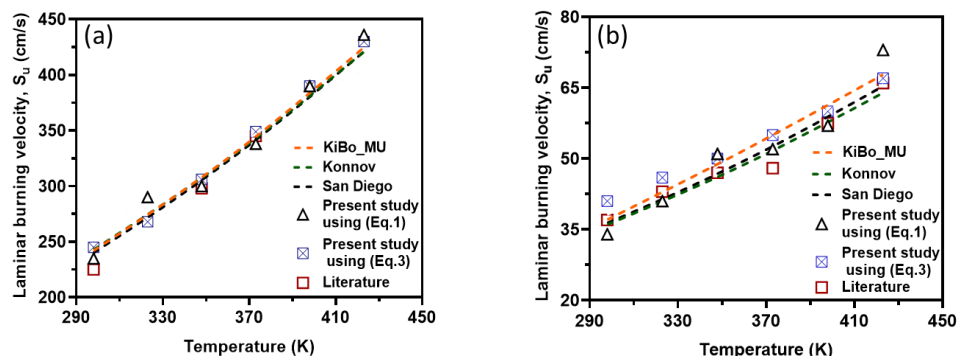 (a)
Laminar burning velocity, Su (cm/s)
450
400
350
300
250
200
290
330
370
410
450
Temperature (K)
KiBo_MU
Konnov
San Diego
Present study
using (Eq.1)
Present study
using (Eq.3)
Literature
(b)
Laminar burning velocity, Su (cm/s)
80
65
50
35
20
290
330
370
410
450
Temperature (K)
KiBo_MU
Konnov
San Diego
Present study
using (Eq.1)
Present study
using (Eq.3)
Literature